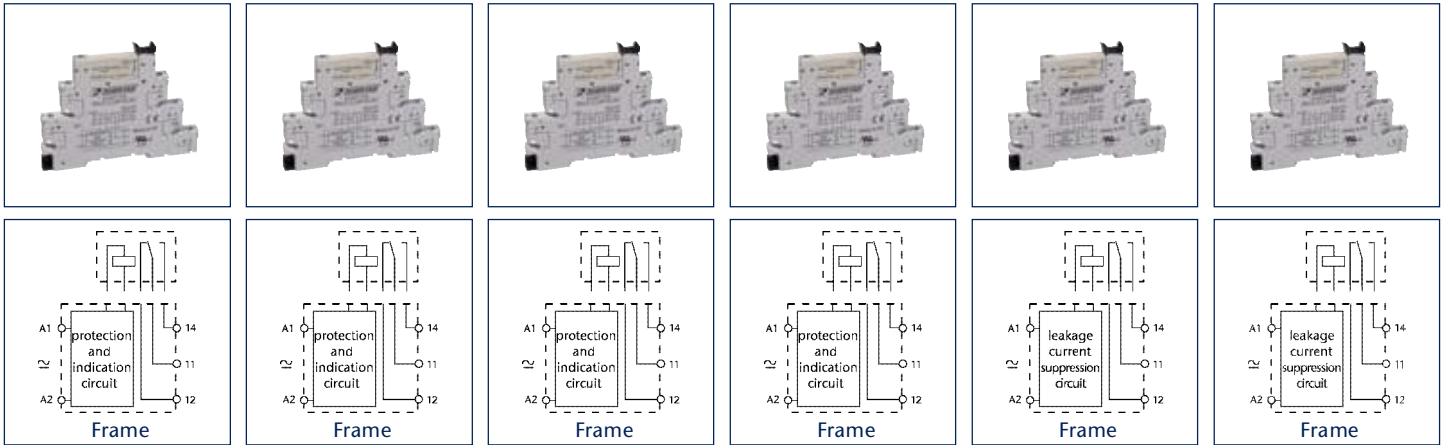 A1
protection
and
indication
circuit
A2
14
11
12
Frame
A1
protection
and
indication
circuit
A2
14
11
12
Frame
A1
protection
and
indication
circuit
A2
14
11
12
Frame
A1
protection
and
indication
circuit
A2
14
11
12
Frame
A1
leakage
current
suppression
circuit
A2
14
11
12
Frame
A1
leakage
current
suppression
circuit
A2
14
11
12
Frame